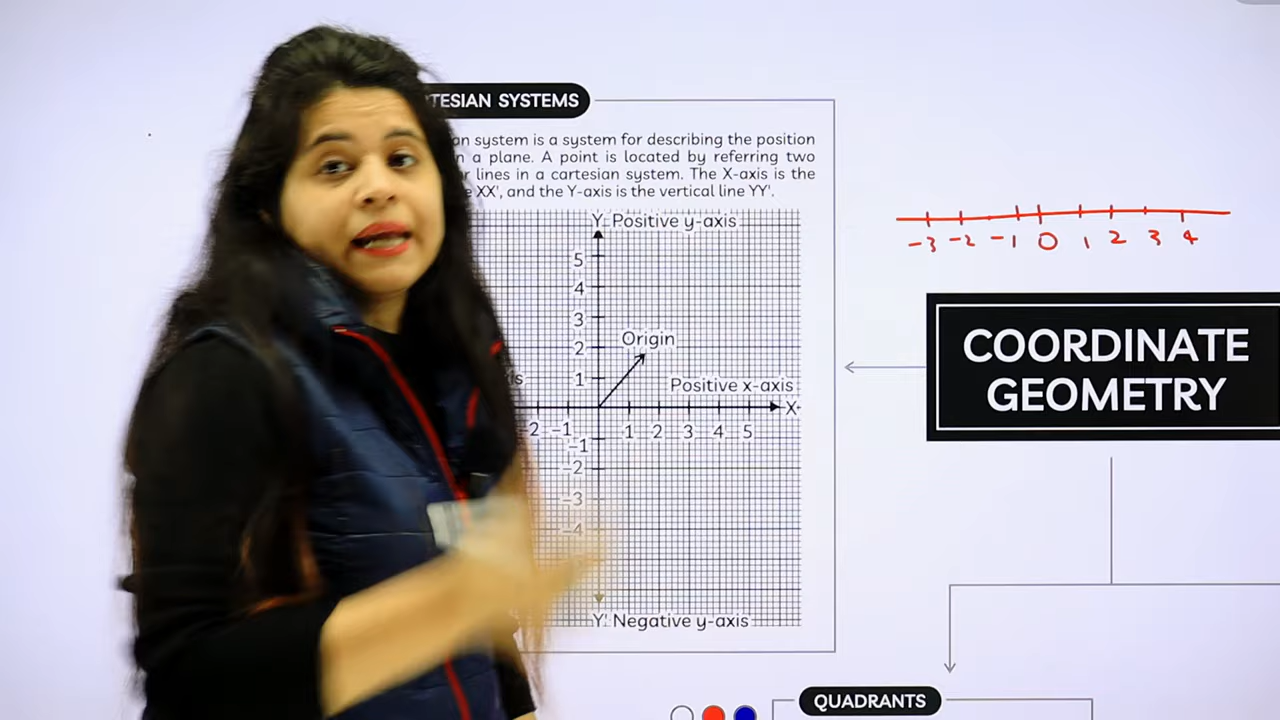 TESIAN SYSTEMS
an system is a system for describing the position
n a plane. A point is located by referring two
r lines in a cartesian system. The X-axis is the
e XX', and the Y-axis is the vertical line YY'.
Y Positive y-axis
5
4
3
2
1
Origin
is
Positive x-axis
X
-2 -1 1 2 3 4 5
-1
-2
-3
-4
Y' Negative y-axis
-3 -2 -1 0 1 2 3 4
COORDINATE
GEOMETRY
QUADRANTS